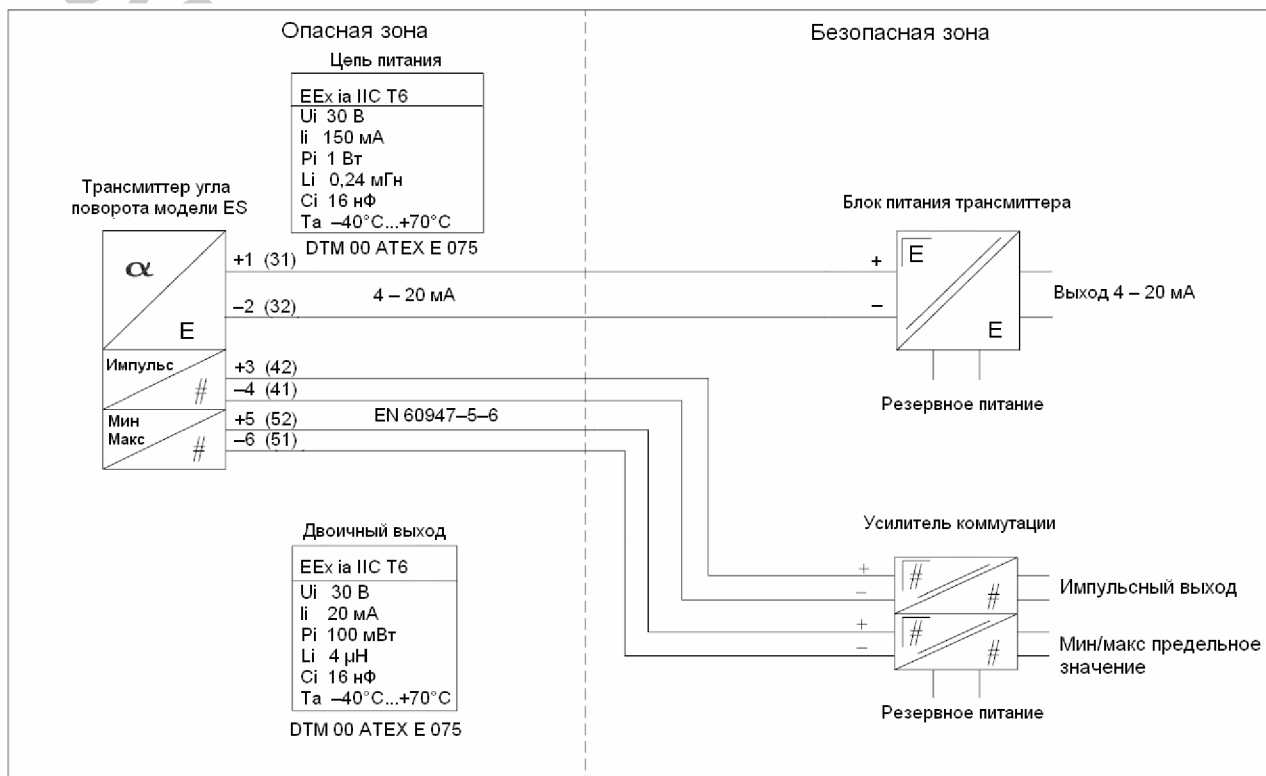 Опасная зона
Безопасная зона
Цепь питания
EEx ia IIC T6
Ui 30 В
Ii 150 мА
Pi 1 Вт
Li 0,24 мГн
Ci 16 нФ
Ta –40°C...+70°C
DTM 00 ATEX E 075
Трансмиттер угла
поворота модели ES
Блок питания трансмиттера
α
E
+1 (31)
–2 (32)
4 – 20 мА
+
–
E
E
Выход 4 – 20 мА
Резервное питание
Импульс
#
+3 (42)
–4 (41)
Мин
Макс
#
+5 (52)
–6 (51)
EN 60947–5–6
Двоичный выход
EEx ia IIC T6
Ui 30 В
Ii 20 мА
Pi 100 мВт
Li 4 µH
Ci 16 нФ
Ta –40°C...+70°C
DTM 00 ATEX E 075
Усилитель коммутации
+
–
#
#
Импульсный выход
+
–
#
#
Мин/макс предельное
значение
Резервное питание